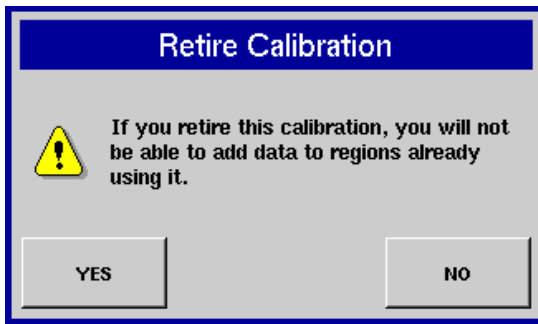 Retire Calibration
If you retire this calibration, you will not
be able to add data to regions already
using it.
YES
NO